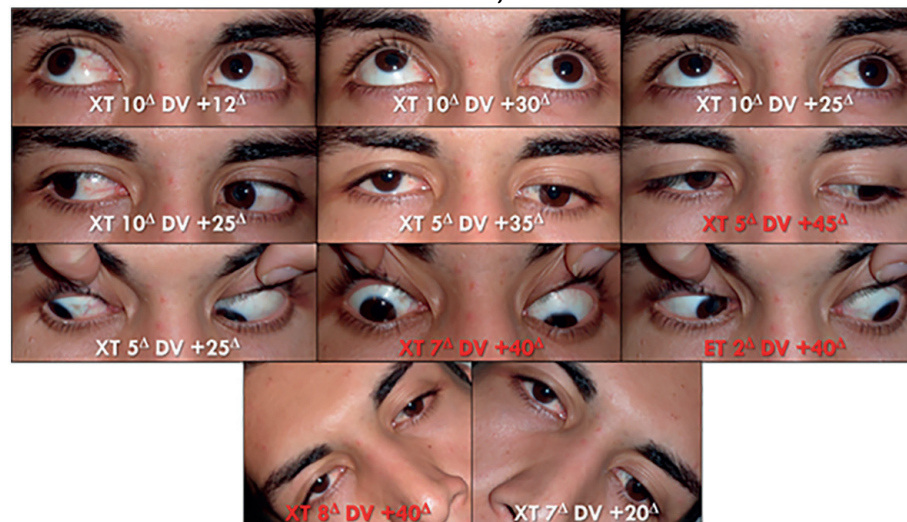 XT 10Δ DV +12Δ
XT 10Δ DV +30Δ
XT 10Δ DV +25Δ
XT 10Δ DV +25Δ
XT 5Δ DV +35Δ
XT 5Δ DV +45Δ
XT 5Δ DV +25Δ
XT 7Δ DV +40Δ
ET 2Δ DV +40Δ
XT 8Δ DV +40Δ
XT 7Δ DV +20Δ